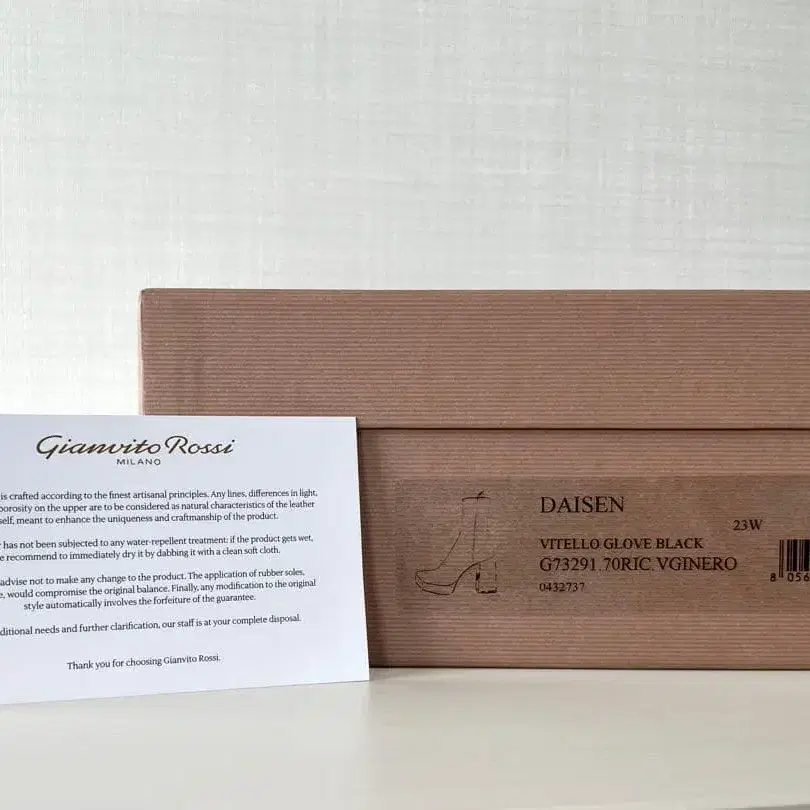 Gianvito Rossi
MILANO
is crafted according to the finest artisanal principles. Any lines, differences in light,
porosity on the upper are to be considered as natural characteristics of the leather
self, meant to enhance the uniqueness and craftmanship of the product.
has not been subjected to any water-repellent treatment: if the product gets wet,
recommend to immediately dry it by dabbing it with a clean soft cloth.
advise not to make any change to the product. The application of rubber soles,
would compromise the original balance. Finally, any modification to the original
style automatically involves the forfeiture of the guarantee.
ditional needs and further clarification, our staff is at your complete disposal.
Thank you for choosing Gianvito Rossi.
DAISEN
23W
VITELLO GLOVE BLACK
G73291.70RIC.VGINERO
0432737
8 056